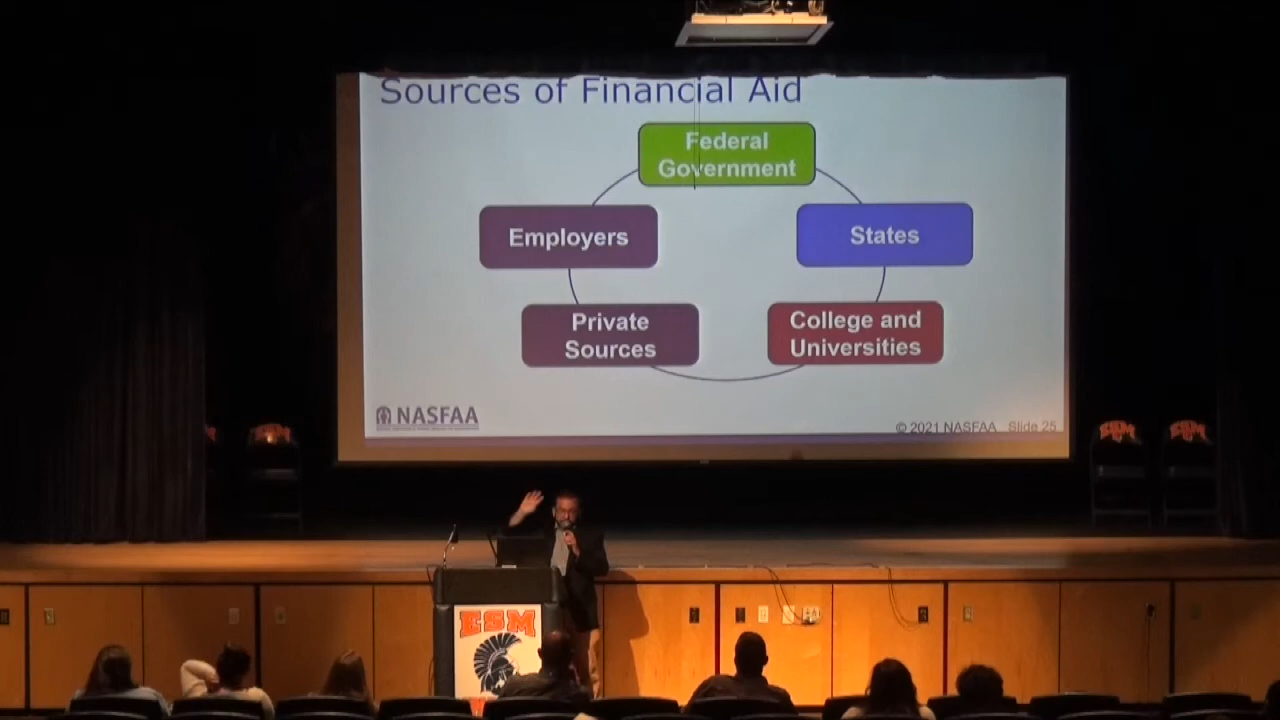 Sources of Financial Aid
Federal
Government
Employers
States
Private
Sources
College and
Universities
NASFAA
© 2021 NASFAA Slide 25
ESM
ESM
ESM